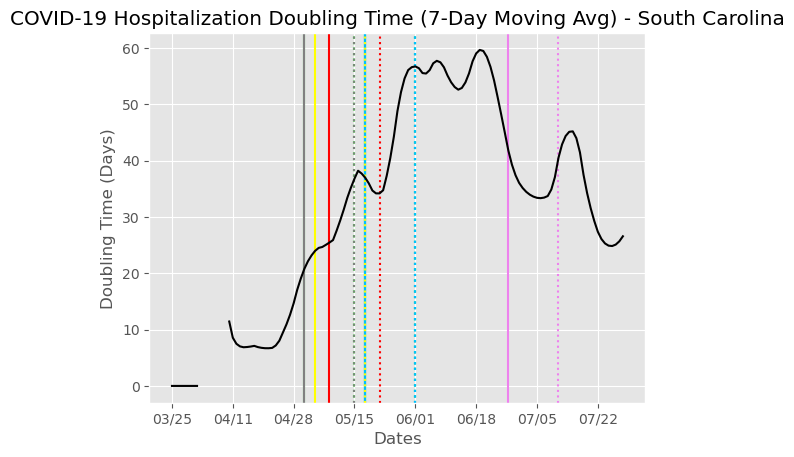 COVID-19 Hospitalization Doubling Time (7-Day Moving Avg) - South Carolina
60
50
40
30
20
10
0
Doubling Time (Days)
03/25 04/11 04/28 05/15 06/01 06/18 07/05 07/22
Dates